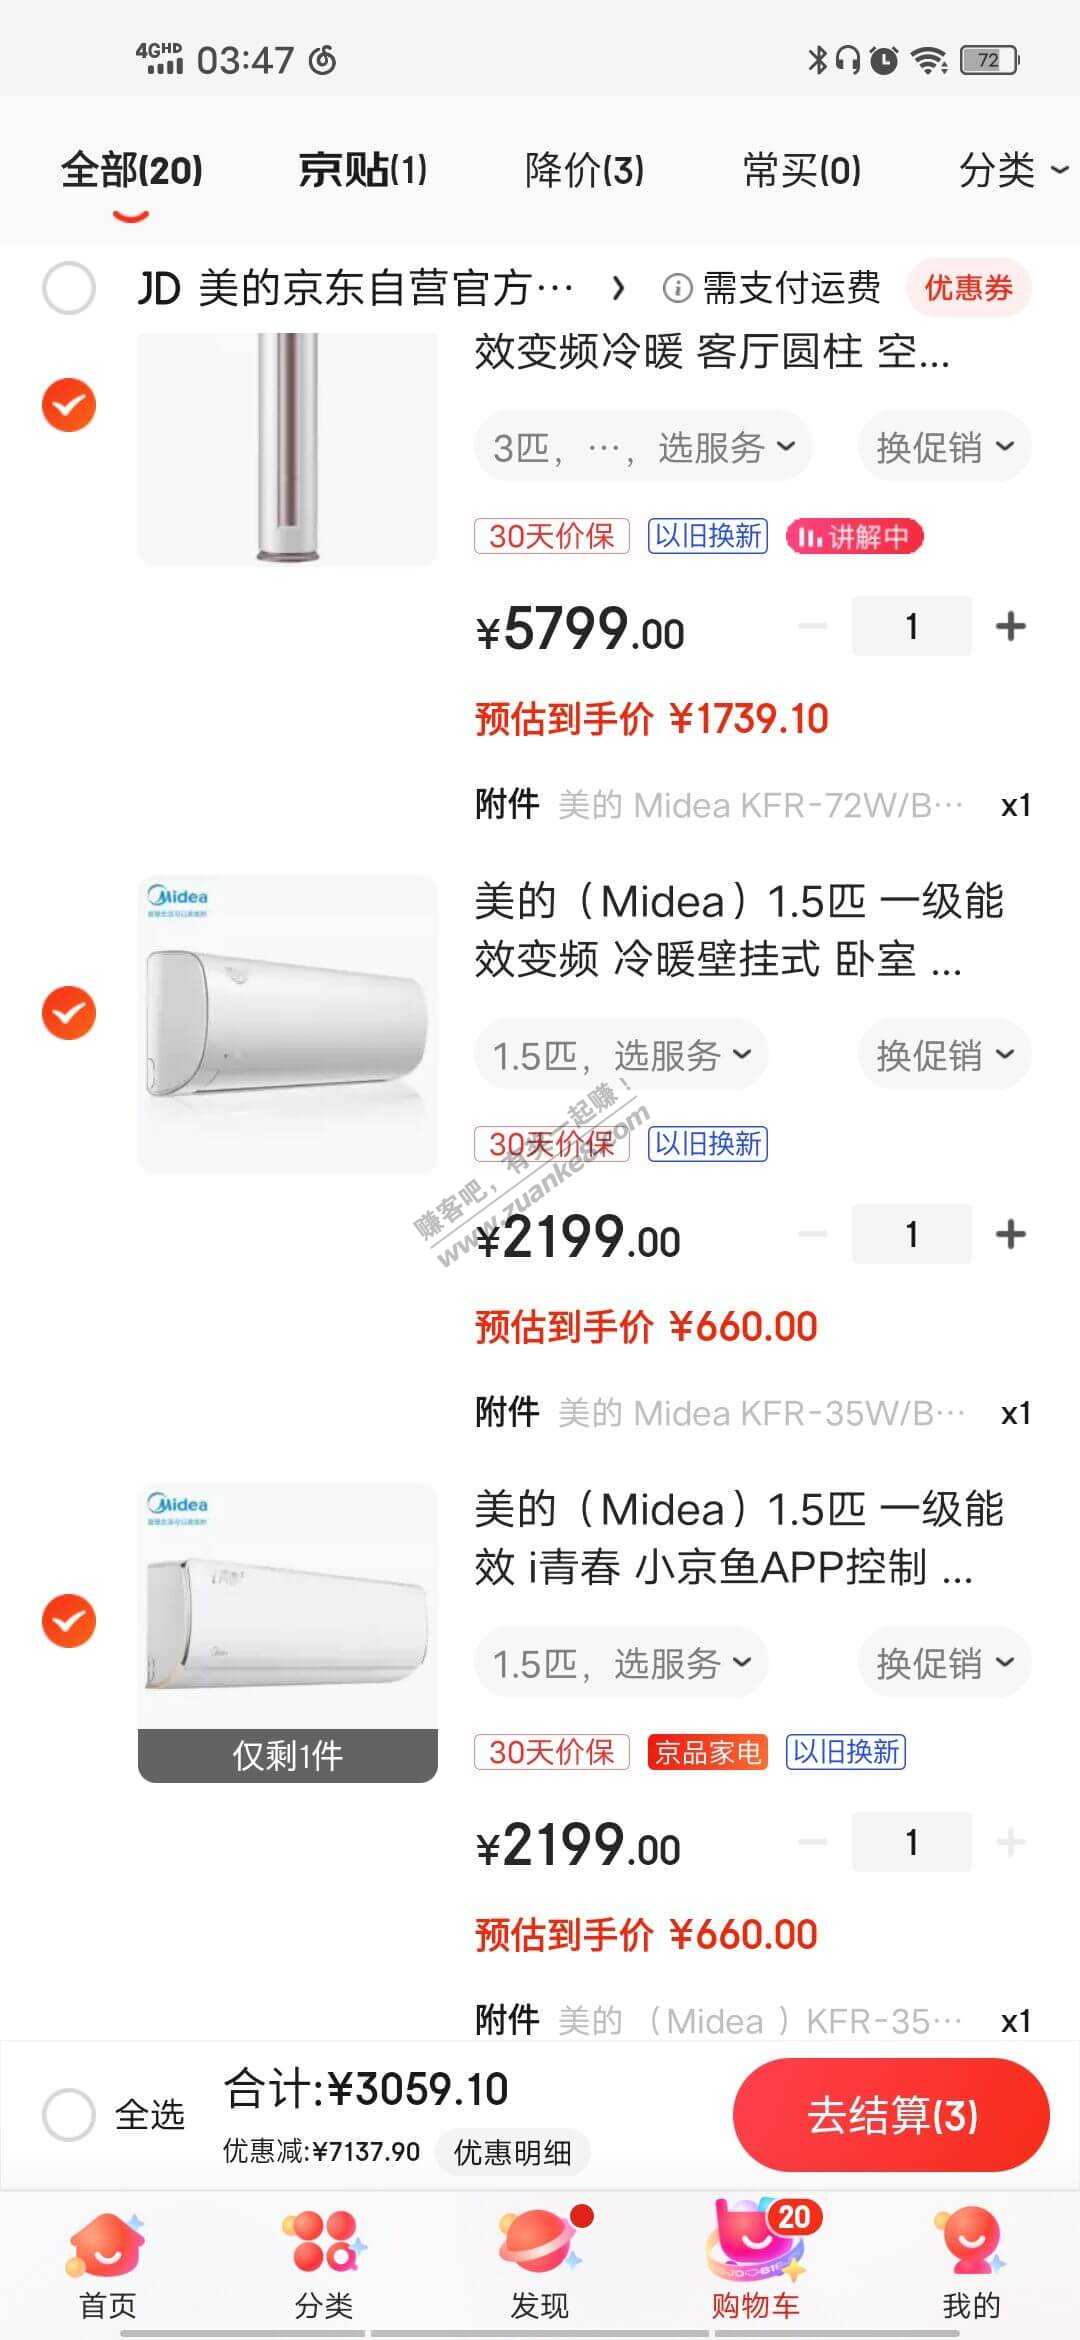 4GHD 03:47 72
全部(20) 京贴(1) 降价(3) 常买(0) 分类
JD 美的京东自营官方… 需支付运费 优惠券
效变频冷暖 客厅圆柱 空...
3匹，…，选服务 换促销
30天价保 以旧换新 讲解中
¥5799.00 1 +
预估到手价 ¥1739.10
附件 美的 Midea KFR-72W/B… x1
Midea
美的（Midea）1.5匹 一级能
效变频 冷暖壁挂式 卧室 ...
1.5匹，选服务 换促销
30天价保 以旧换新
赚客吧，有奖一起赚！
www.zuanke8.com
¥2199.00 1 +
预估到手价 ¥660.00
附件 美的 Midea KFR-35W/B… x1
Midea
美的（Midea）1.5匹 一级能
效 i青春 小京鱼APP控制 ...
仅剩1件
1.5匹，选服务 换促销
30天价保 京品家电 以旧换新
¥2199.00 1 +
预估到手价 ¥660.00
附件 美的 （Midea ）KFR-35… x1
全选 合计:¥3059.10
优惠减:¥7137.90 优惠明细
去结算(3)
20
首页 分类 发现 购物车 我的